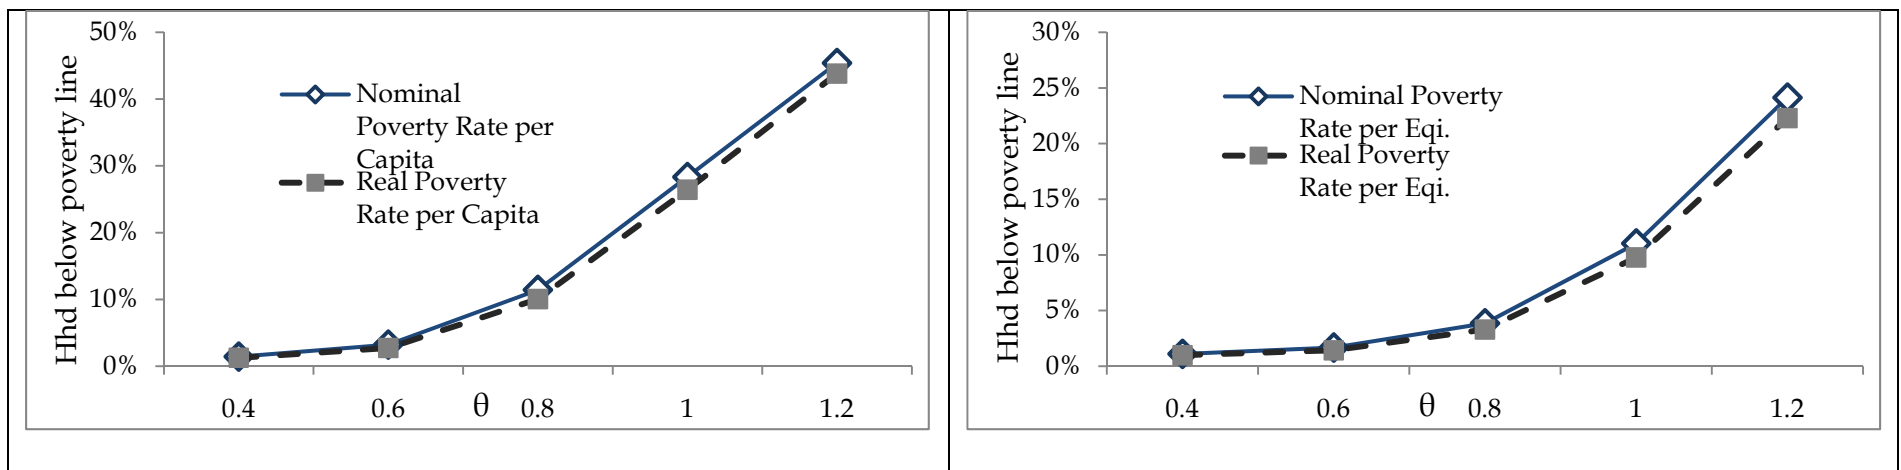 Hhd below poverty line
50%
40%
30%
20%
10%
0%
Nominal
Poverty Rate per
Capita
Real Poverty
Rate per Capita
0.4 0.6 θ 0.8 1 1.2
Hhd below poverty line
30%
25%
20%
15%
10%
5%
0%
Nominal Poverty
Rate per Eqi.
Real Poverty
Rate per Eqi.
0.4 0.6 θ 0.8 1 1.2